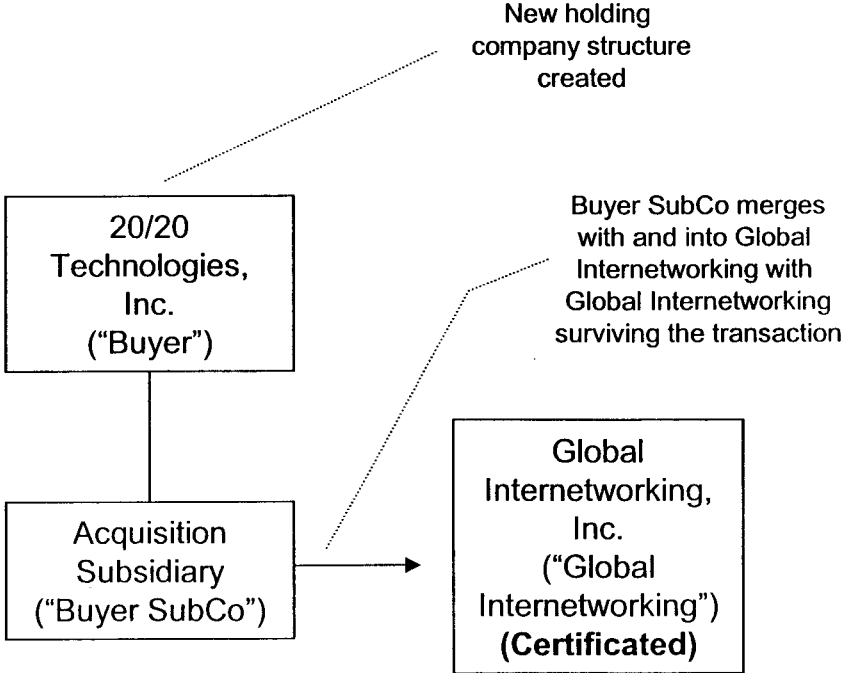 New holding
company structure
created
20/20
Technologies,
Inc.
(“Buyer”)
Buyer SubCo merges
with and into Global
Internetworking with
Global Internetworking
surviving the transaction
Acquisition
Subsidiary
(“Buyer SubCo”)
Global
Internetworking,
Inc.
(“Global
Internetworking”)
(Certificated)